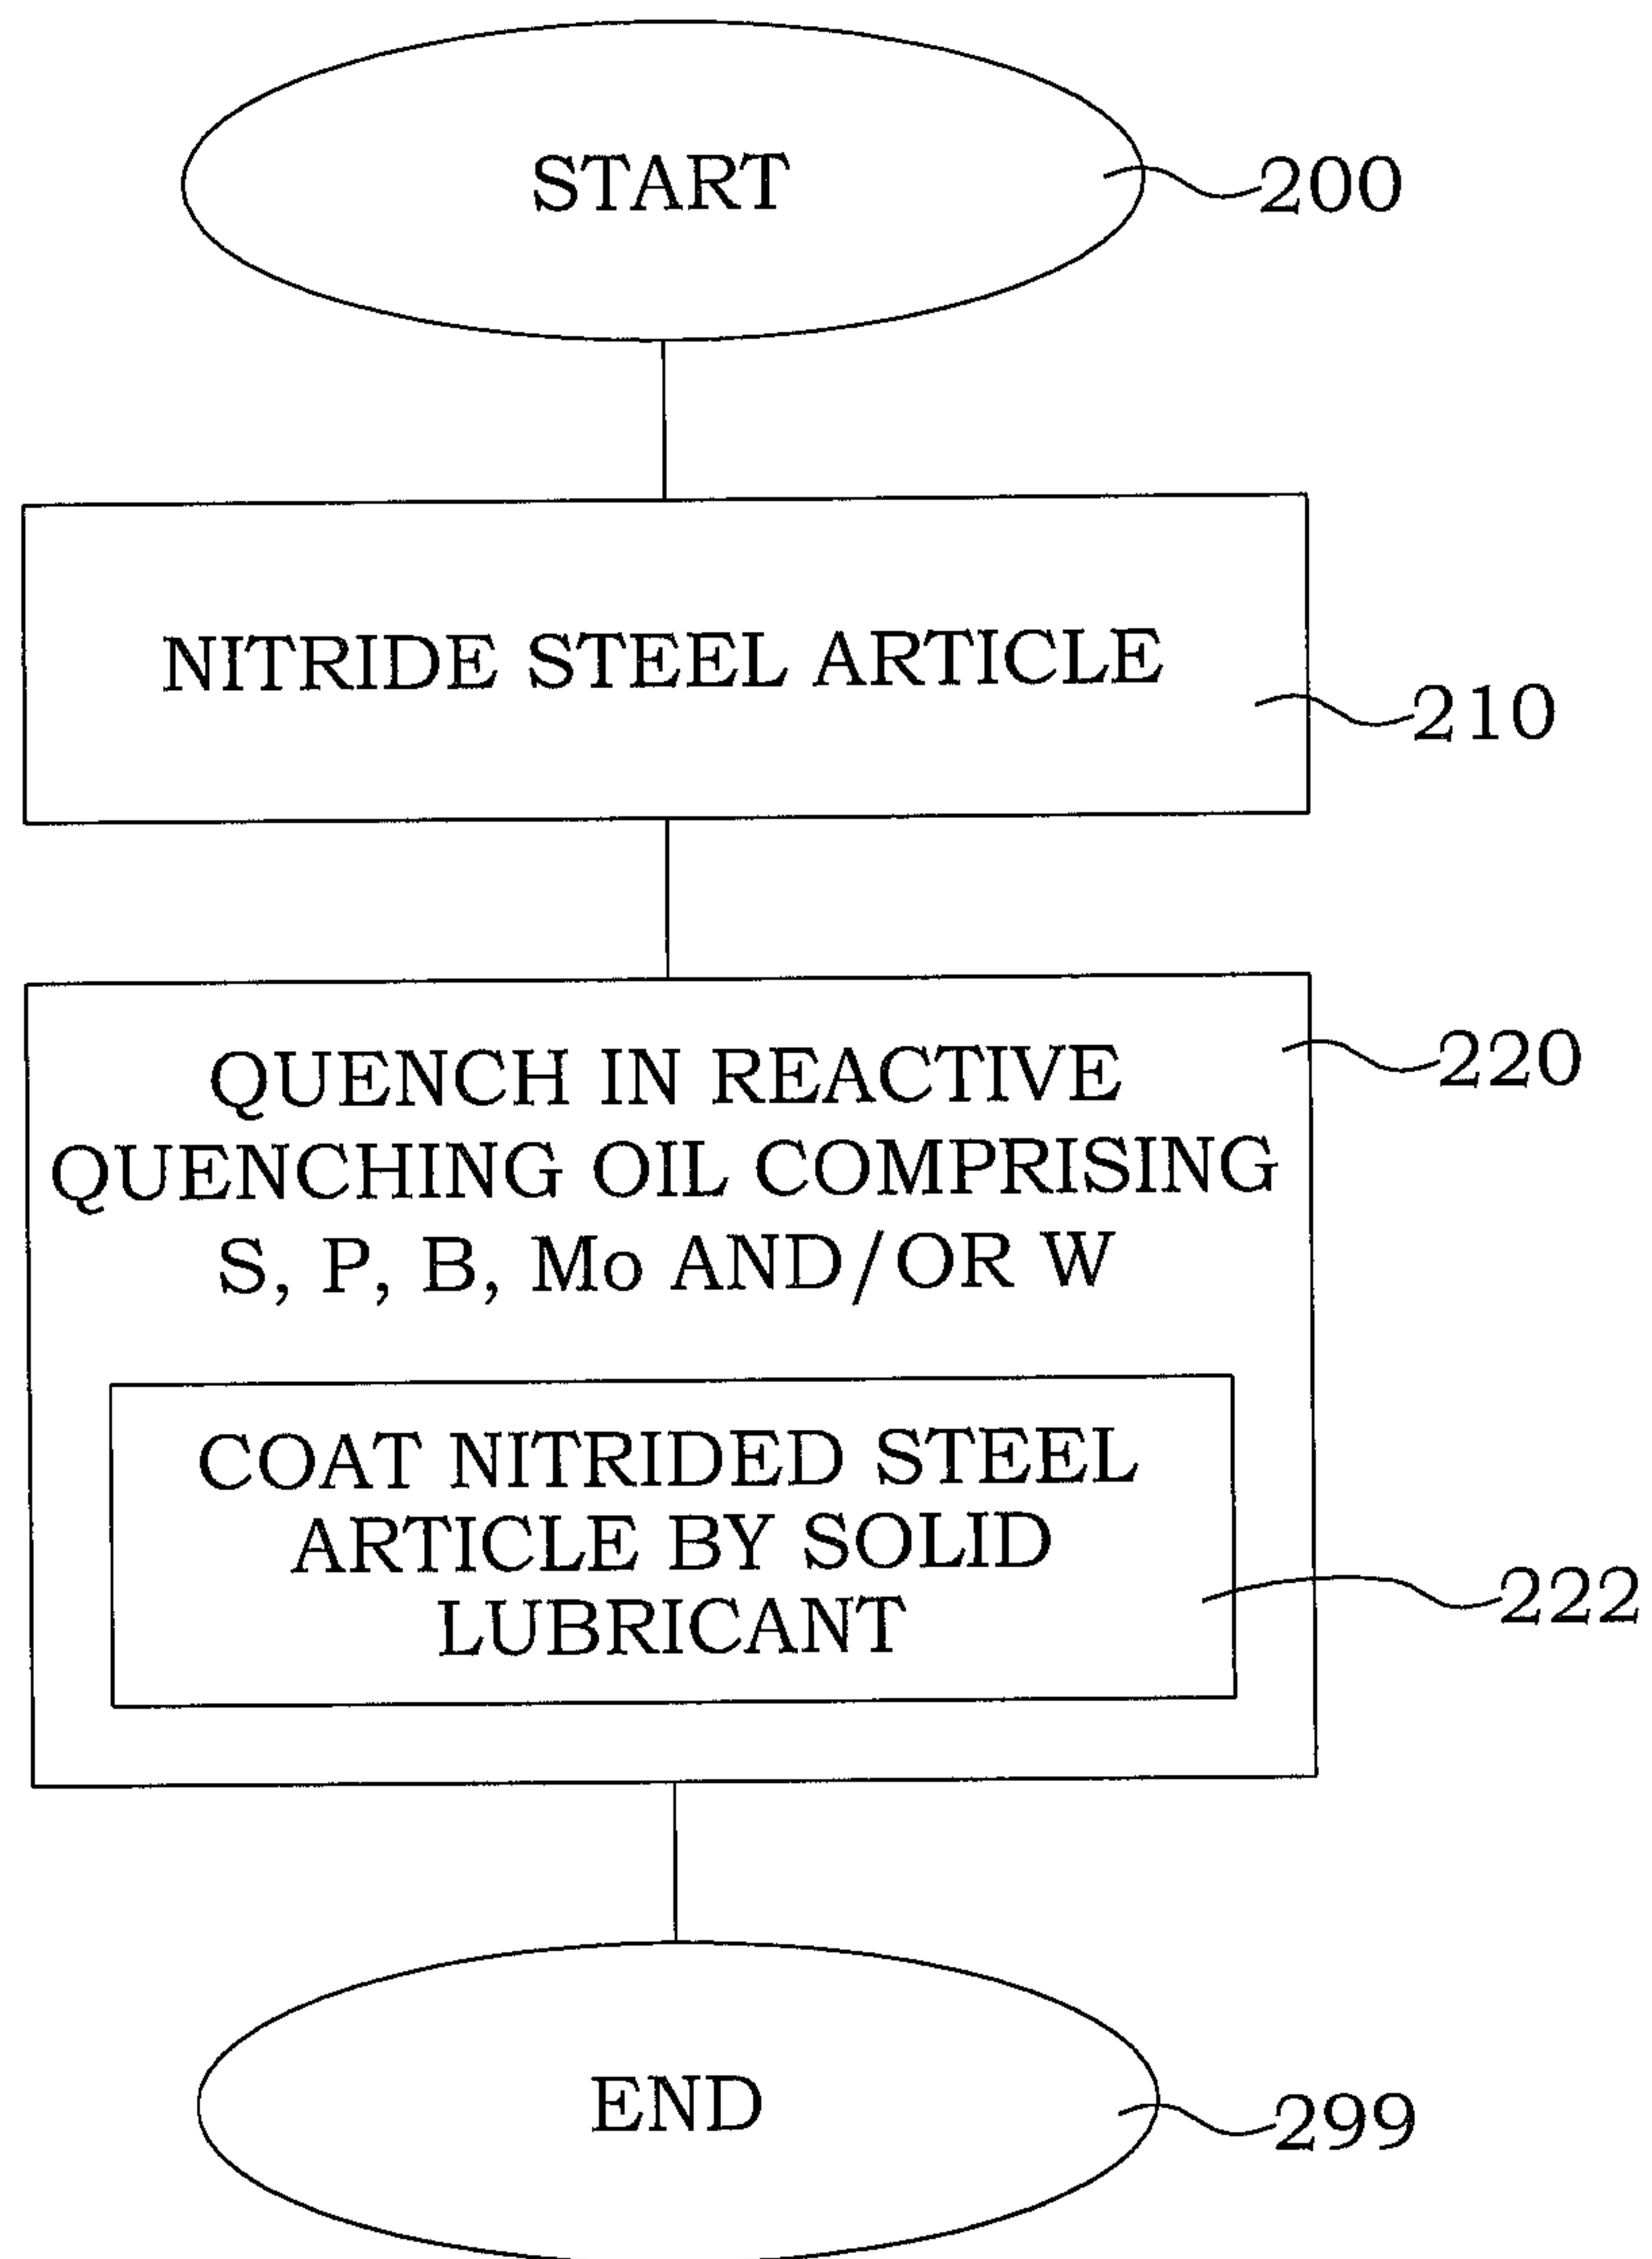 START
200
NITRIDE STEEL ARTICLE
210
QUENCH IN REACTIVE
220
QUENCHING OIL COMPRISING
S, P, B, Mo AND/OR W
COAT NITRIDED STEEL
ARTICLE BY SOLID
222
LUBRICANT
END
299